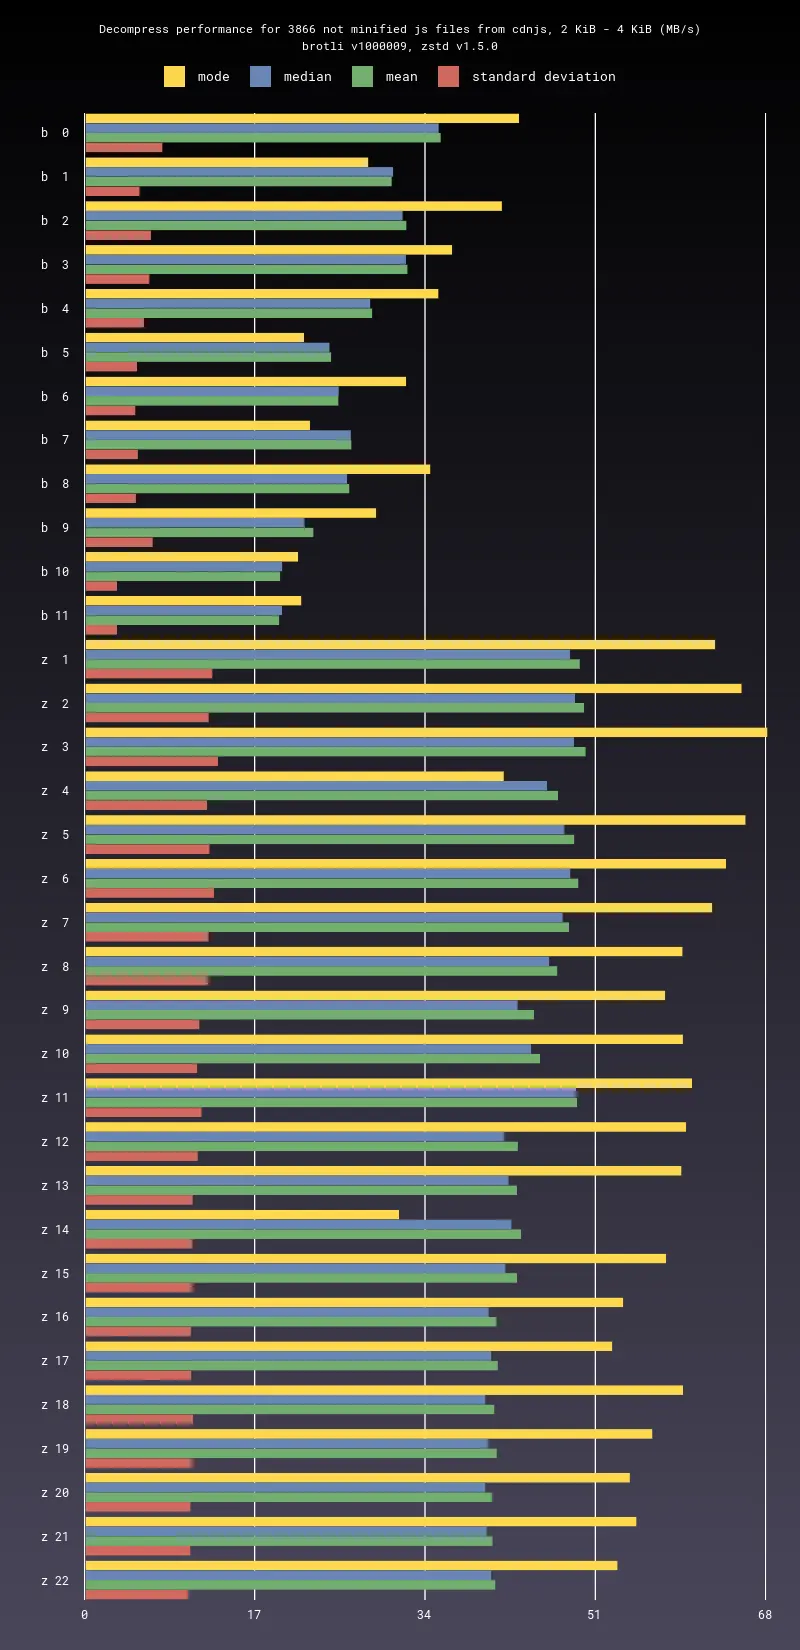 Decompress performance for 3866 not minified js files from cdnjs, 2 KiB - 4 KiB (MB/s)
brotli v1000009, zstd v1.5.0
mode median mean standard deviation
b 0
b 1
b 2
b 3
b 4
b 5
b 6
b 7
b 8
b 9
b 10
b 11
z 1
z 2
z 3
z 4
z 5
z 6
z 7
z 8
z 9
z 10
z 11
z 12
z 13
z 14
z 15
z 16
z 17
z 18
z 19
z 20
z 21
z 22
0 17 34 51 68